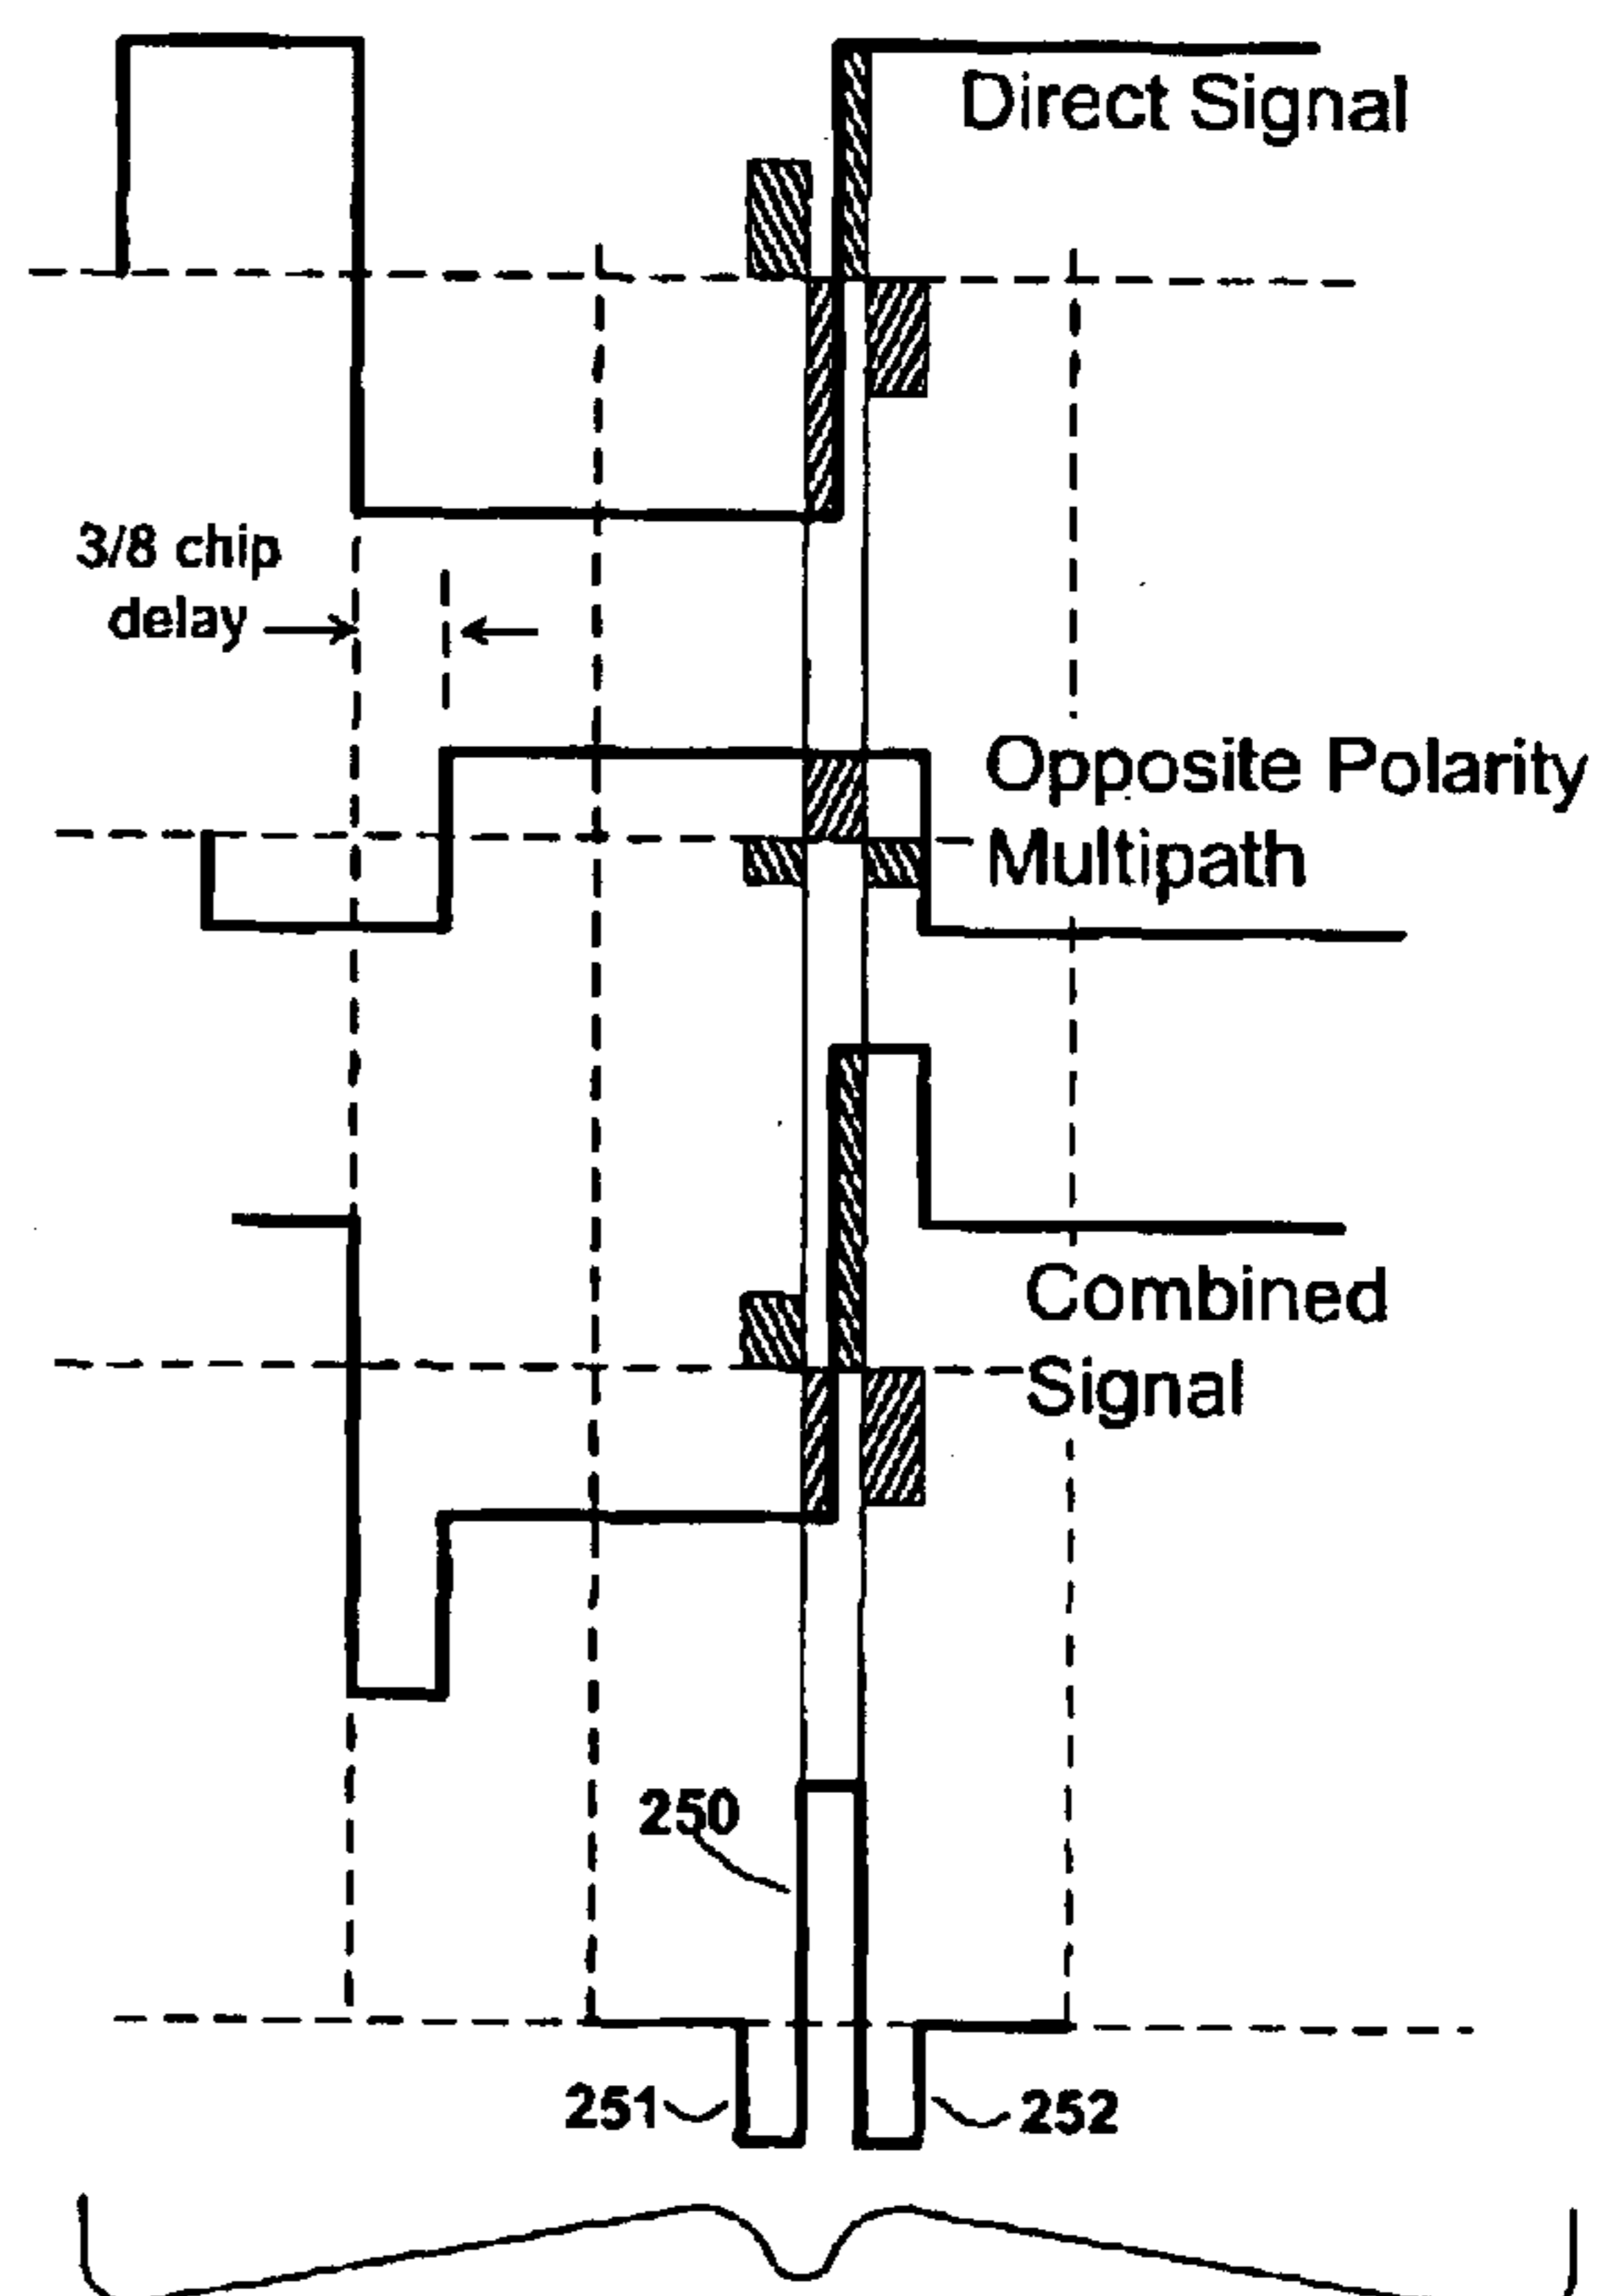 Direct Signal
3/8 chip
delay
Opposite Polarity
Multipath
Combined
Signal
250
251
252